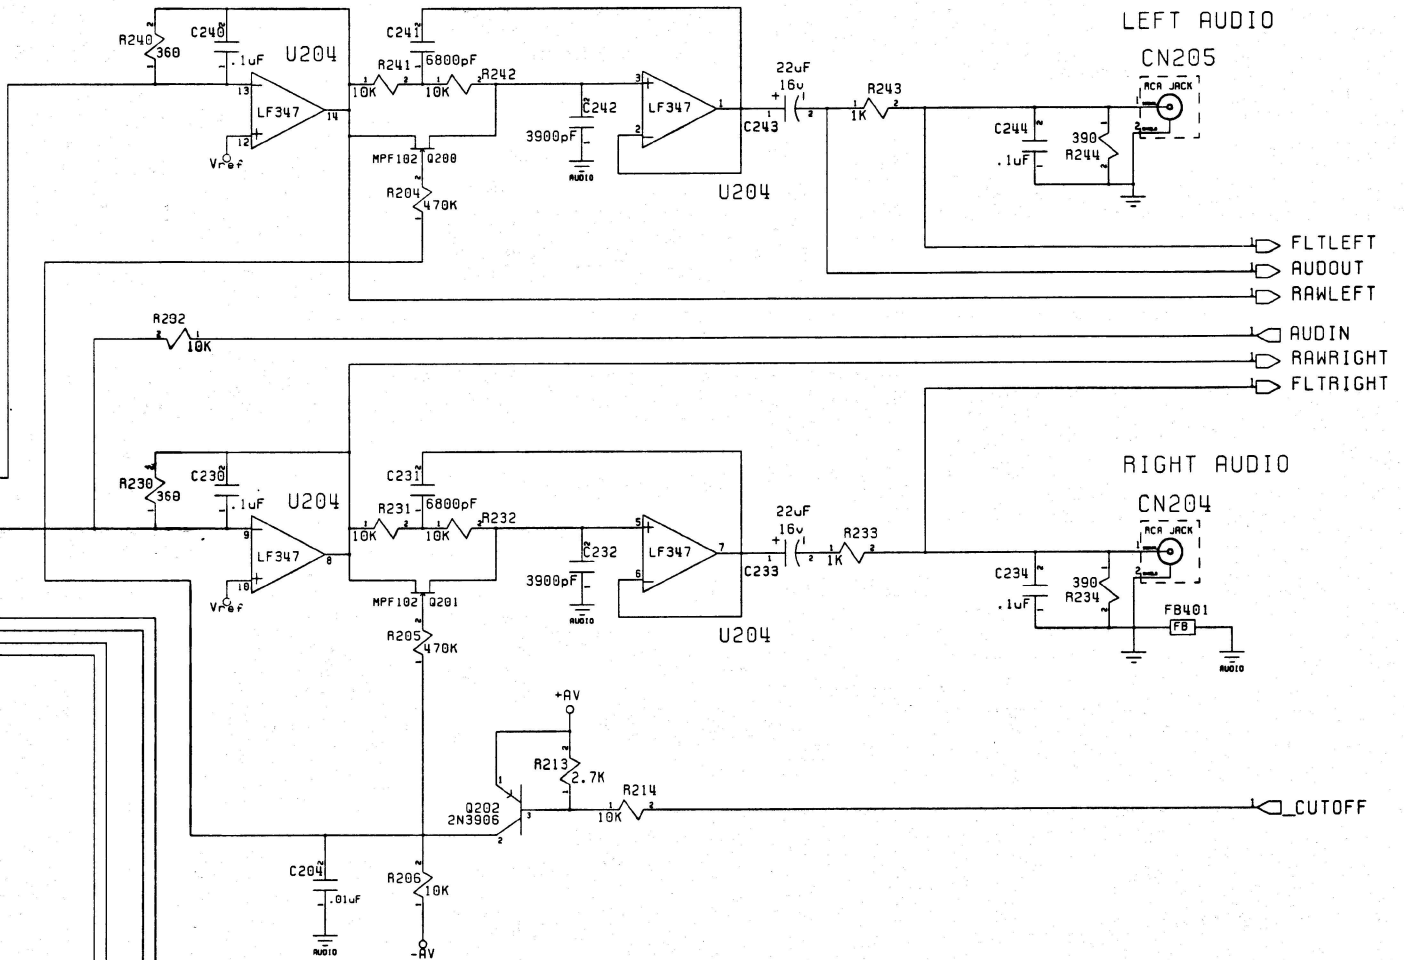 LEFT AUDIO
CN205
RCA JACK
R240
360
C240
.1uF
U204
LF347
13
12
14
Vref
R241
10K
C241
6800pF
R242
10K
MPF102
Q200
R204
470K
C242
3900pF
AUDIO
LF347
3
2
1
U204
C243
22uF
16v
R243
1K
C244
.1uF
390
R244
FLTLEFT
AUDOUT
RAWLEFT
R292
10K
AUDIN
RAWRIGHT
FLTRIGHT
RIGHT AUDIO
CN204
RCA JACK
R230
360
C230
.1uF
U204
LF347
9
10
8
Vref
R231
10K
C231
6800pF
R232
10K
MPF102
Q201
R205
470K
C232
3900pF
AUDIO
LF347
5
6
7
U204
C233
22uF
16v
R233
1K
C234
.1uF
390
R234
FB401
FB
AUDIO
+AV
R213
2.7K
Q202
2N3906
R214
10K
_CUTOFF
C204
.01uF
AUDIO
R206
10K
-AV